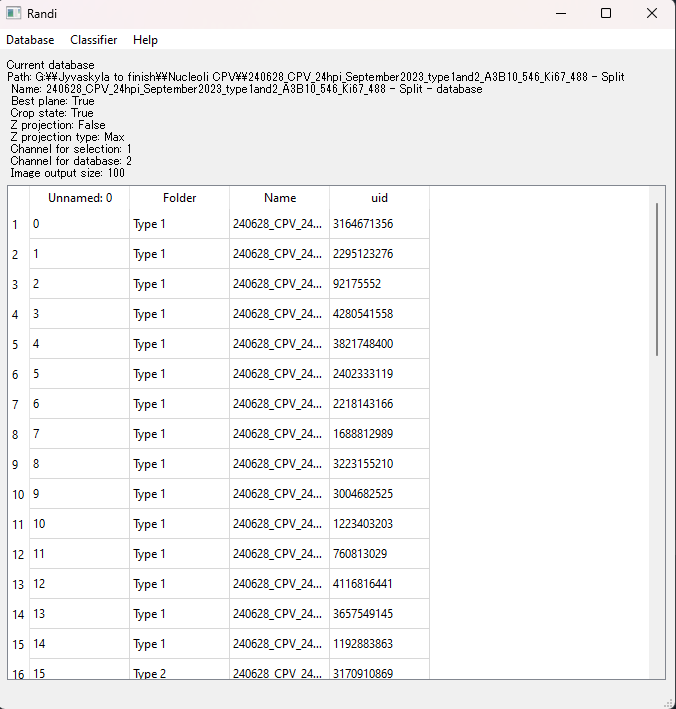 Randi
Database Classifier Help
Current database
Path: G:¥¥Jyvaskyla to finish¥¥Nucleoli CPV¥¥240628_CPV_24hpi_September2023_type1and2_A3B10_546_Ki67_488 - Split
Name: 240628_CPV_24hpi_September2023_type1and2_A3B10_546_Ki67_488 - Split - database
Best plane: True
Crop state: True
Z projection: False
Z projection type: Max
Channel for selection: 1
Channel for database: 2
Image output size: 100
Unnamed: 0 Folder Name uid
1 0 Type 1 240628_CPV_24... 3164671356
2 1 Type 1 240628_CPV_24... 2295123276
3 2 Type 1 240628_CPV_24... 92175552
4 3 Type 1 240628_CPV_24... 4280541558
5 4 Type 1 240628_CPV_24... 3821748400
6 5 Type 1 240628_CPV_24... 2402333119
7 6 Type 1 240628_CPV_24... 2218143166
8 7 Type 1 240628_CPV_24... 1688812989
9 8 Type 1 240628_CPV_24... 3223155210
10 9 Type 1 240628_CPV_24... 3004682525
11 10 Type 1 240628_CPV_24... 1223403203
12 11 Type 1 240628_CPV_24... 760813029
13 12 Type 1 240628_CPV_24... 4116816441
14 13 Type 1 240628_CPV_24... 3657549145
15 14 Type 1 240628_CPV_24... 1192883863
16 15 Type 2 240628_CPV_24... 3170910869